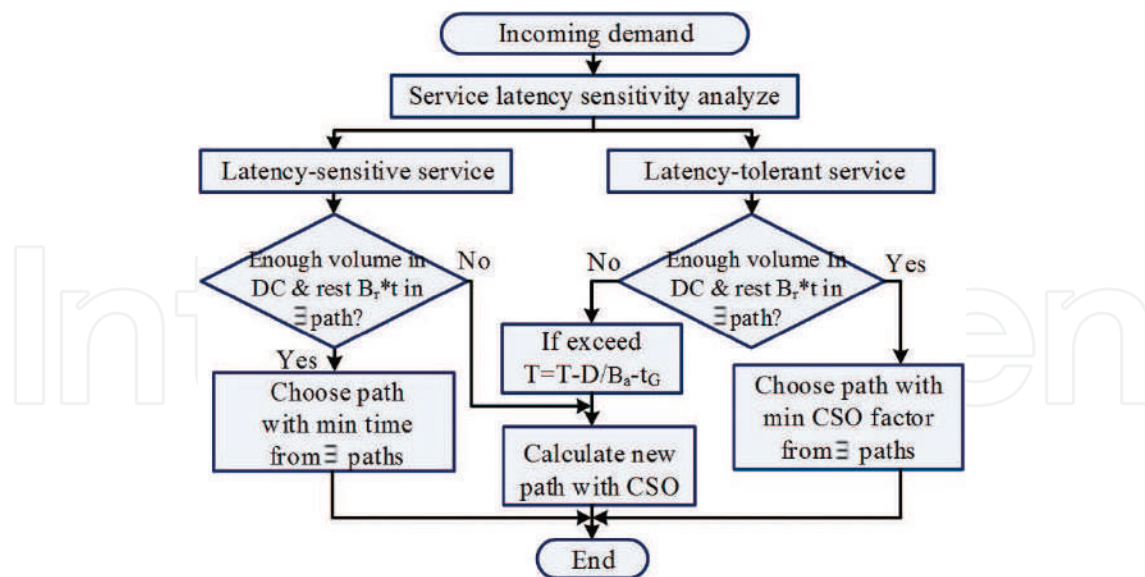 Incoming demand
Service latency sensitivity analyze
Latency-sensitive service
Latency-tolerant service
Enough volume in
DC & rest Bᵣ*t in
∃ path?
No
Yes
Enough volume In
DC & rest Bᵣ*t in
∃ path?
No
Yes
If exceed
T=T-D/Bₐ-t_G
Choose path
with min time
from ∃ paths
Calculate new
path with CSO
Choose path with
min CSO factor
from ∃ paths
End